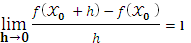 lim h→0 f(𝒳₀ + h) − f(𝒳₀) / h = 1